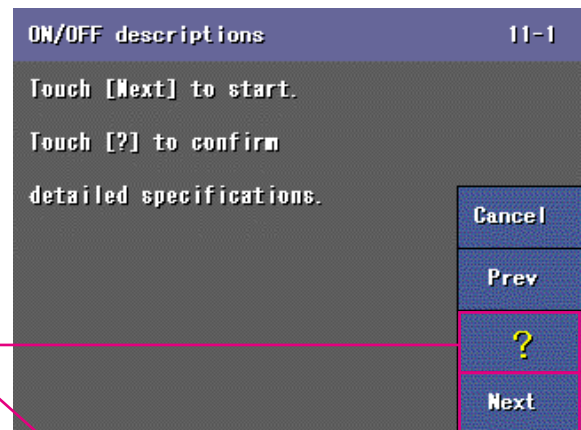 ON/OFF descriptions 11-1
Touch [Next] to start.
Touch [?] to confirm
detailed specifications.
Cancel
Prev
?
Next